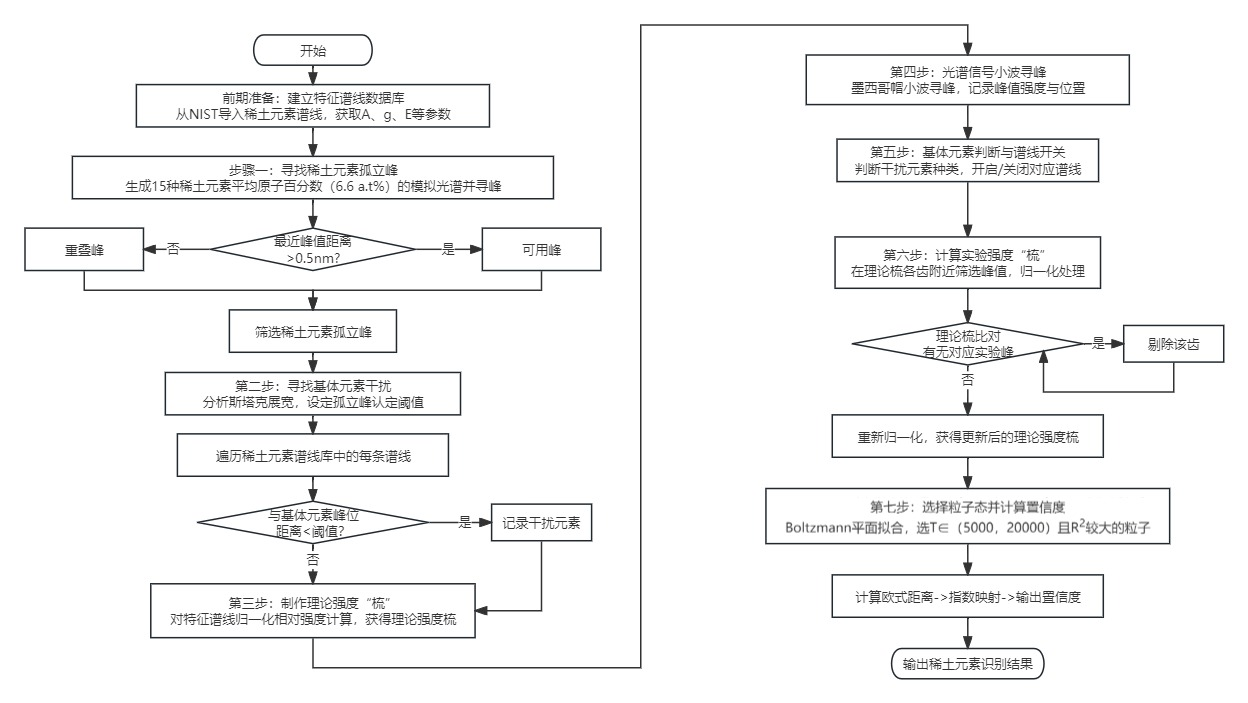 开始
前期准备：建立特征谱线数据库
从NIST导入稀土元素谱线，获取A、g、E等参数
步骤一：寻找稀土元素孤立峰
生成15种稀土元素平均原子百分数（6.6 a.t%）的模拟光谱并寻峰
最近峰值距离
>0.5nm?
否
是
重叠峰
可用峰
筛选稀土元素孤立峰
第二步：寻找基体元素干扰
分析斯塔克展宽，设定孤立峰认定阈值
遍历稀土元素谱线库中的每条谱线
与基体元素峰位
距离<阈值?
是
记录干扰元素
否
第三步：制作理论强度“梳”
对特征谱线归一化相对强度计算，获得理论强度梳
第四步：光谱信号小波寻峰
墨西哥帽小波寻峰，记录峰值强度与位置
第五步：基体元素判断与谱线开关
判断干扰元素种类，开启/关闭对应谱线
第六步：计算实验强度“梳”
在理论梳各齿附近筛选峰值，归一化处理
理论梳比对
有无对应实验峰
是
剔除该齿
否
重新归一化，获得更新后的理论强度梳
第七步：选择粒子态并计算置信度
Boltzmann平面拟合，选T∈（5000，20000）且R²较大的粒子
计算欧式距离->指数映射->输出置信度
输出稀土元素识别结果